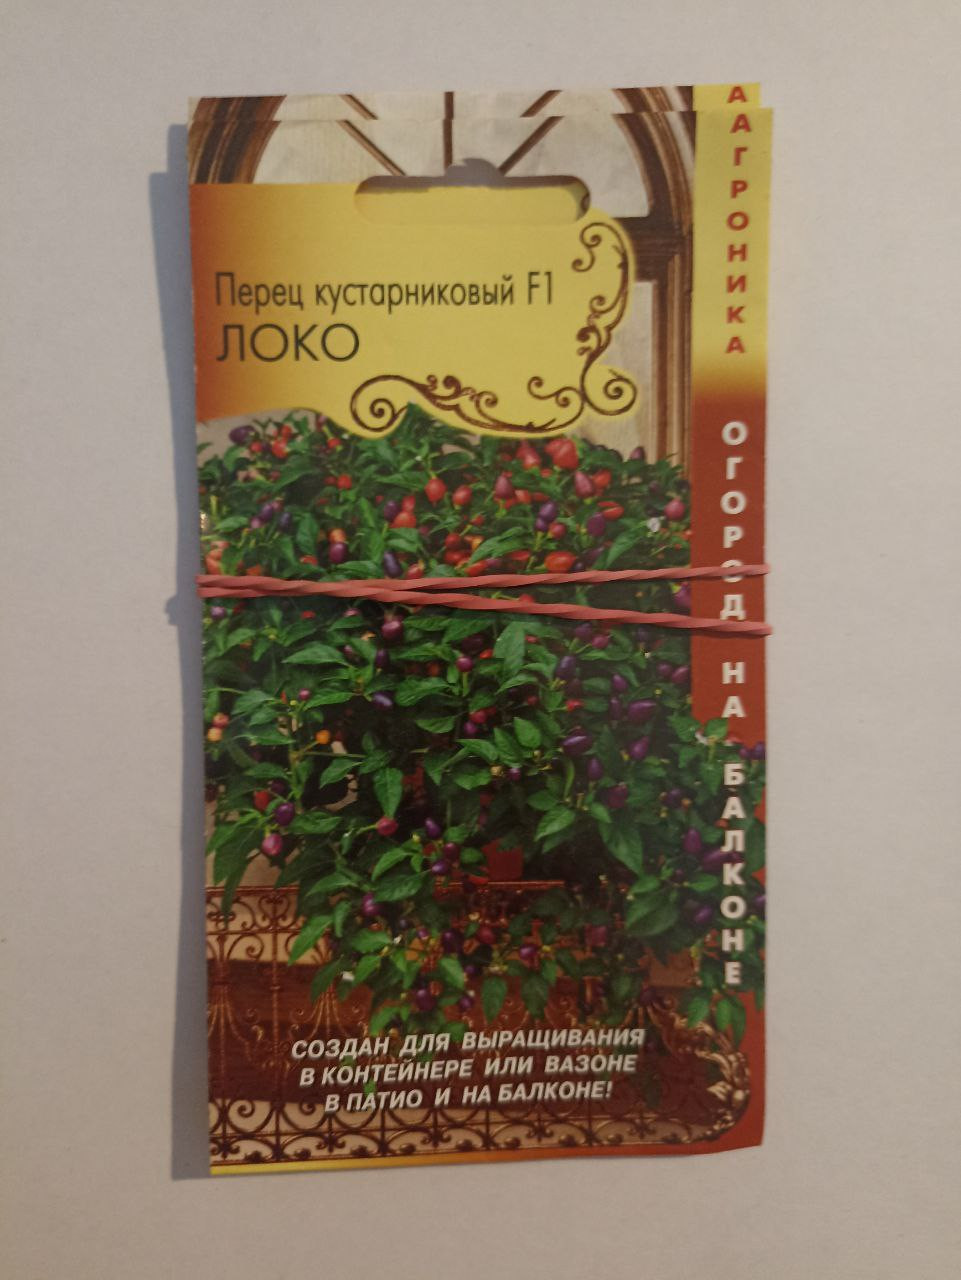 Перец кустарниковый F1
ЛОКО
А
АГРОНИКА
ОГОРОД НА БАЛКОНЕ
СОЗДАН ДЛЯ ВЫРАЩИВАНИЯ
В КОНТЕЙНЕРЕ ИЛИ ВАЗОНЕ
В ПАТИО И НА БАЛКОНЕ!